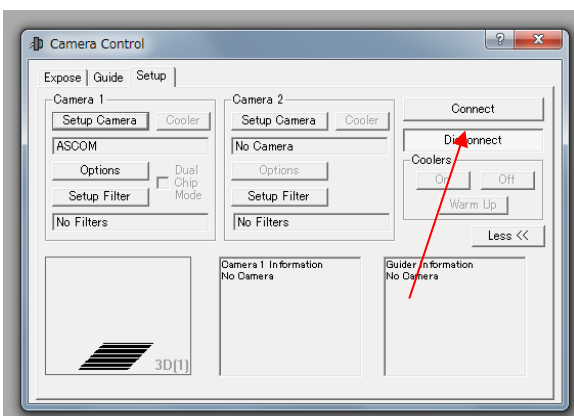 Camera Control
Expose Guide Setup
Camera 1
Setup Camera Cooler
ASCOM
Options
Dual Chip Mode
Setup Filter
No Filters
Camera 2
Setup Camera Cooler
No Camera
Options
Setup Filter
No Filters
Connect
Disconnect
Coolers
On Off
Warm Up
Less <<
3D(1)
Camera 1 Information
No Camera
Guider Information
No Camera